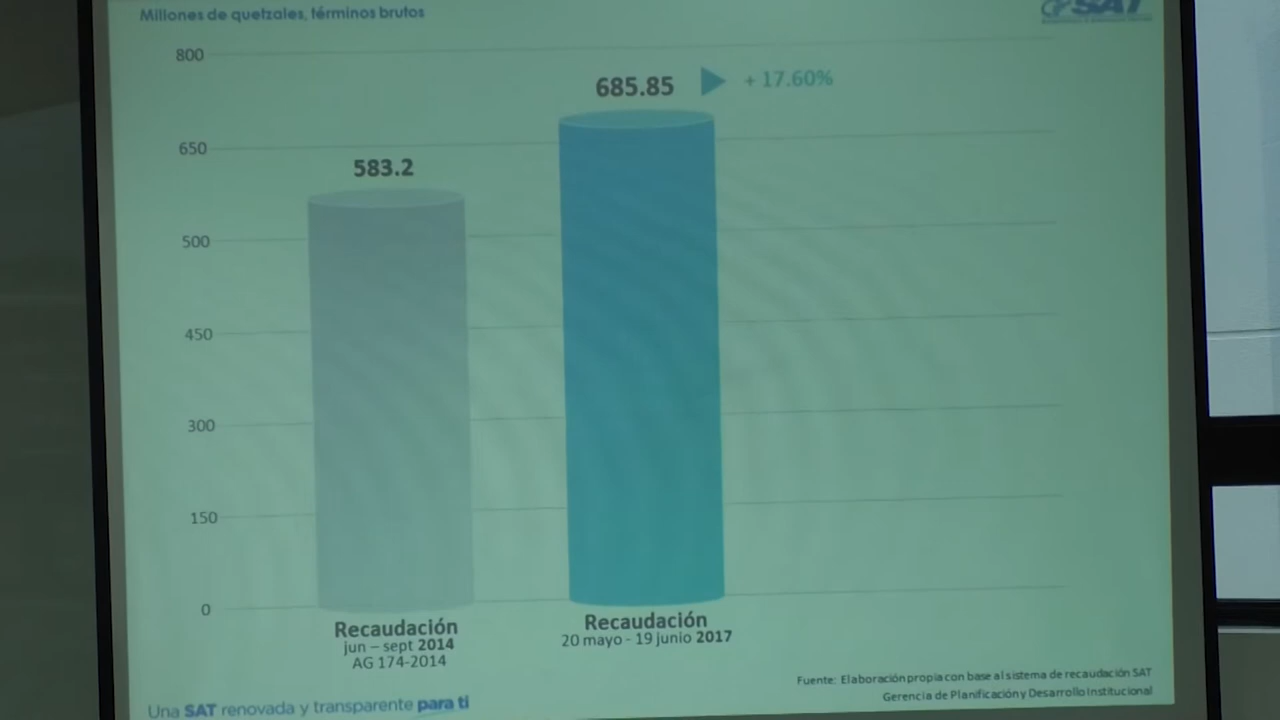 Millones de quetzales, términos brutos
SAT
800
685.85 + 17.60%
650
583.2
500
450
300
150
0
Recaudación
jun – sept 2014
AG 174-2014
Recaudación
20 mayo - 19 junio 2017
Fuente: Elaboración propia con base al sistema de recaudación SAT
Gerencia de Planificación y Desarrollo Institucional
Una SAT renovada y transparente para ti